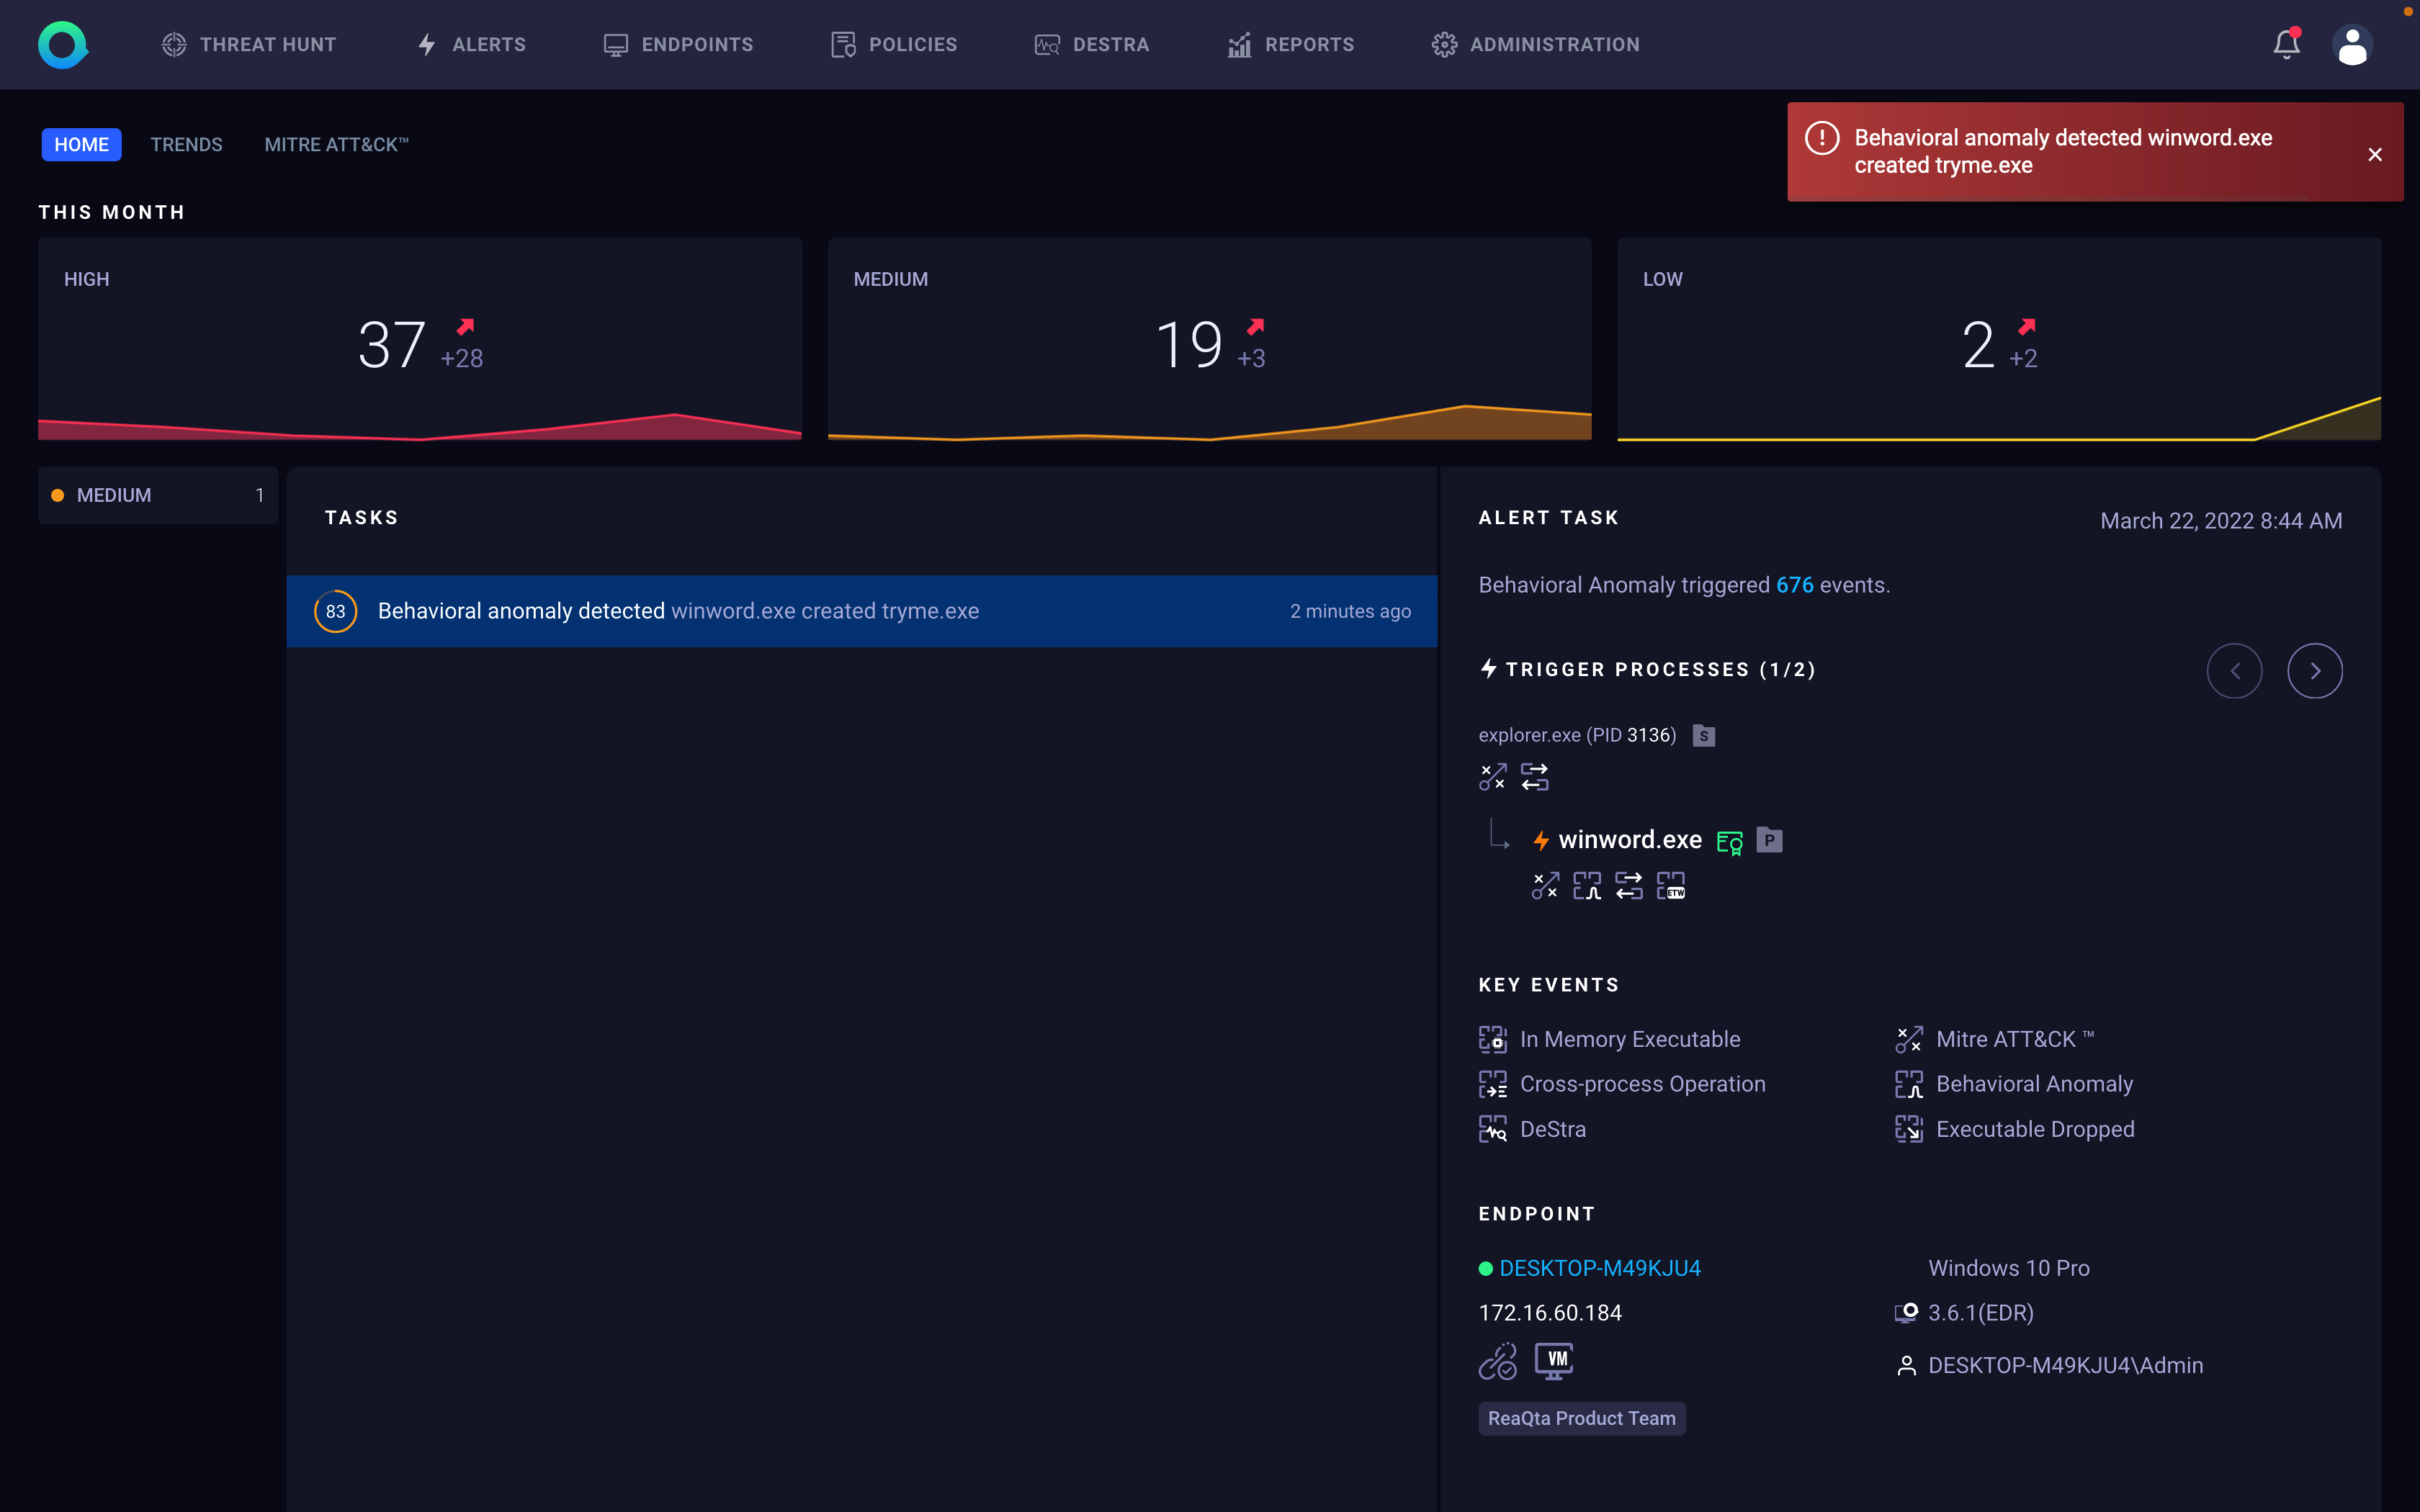 THREAT HUNT ALERTS ENDPOINTS POLICIES DESTRA REPORTS ADMINISTRATION
HOME TRENDS MITRE ATT&CK™
Behavioral anomaly detected winword.exe
created tryme.exe
THIS MONTH
HIGH
37 +28
MEDIUM
19 +3
LOW
2 +2
MEDIUM 1
TASKS
83 Behavioral anomaly detected winword.exe created tryme.exe 2 minutes ago
ALERT TASK March 22, 2022 8:44 AM
Behavioral Anomaly triggered 676 events.
TRIGGER PROCESSES (1/2)
explorer.exe (PID 3136) S
winword.exe P
ETW
KEY EVENTS
In Memory Executable Mitre ATT&CK ™
Cross-process Operation Behavioral Anomaly
DeStra Executable Dropped
ENDPOINT
DESKTOP-M49KJU4 Windows 10 Pro
172.16.60.184 3.6.1(EDR)
VM DESKTOP-M49KJU4\Admin
ReaQta Product Team